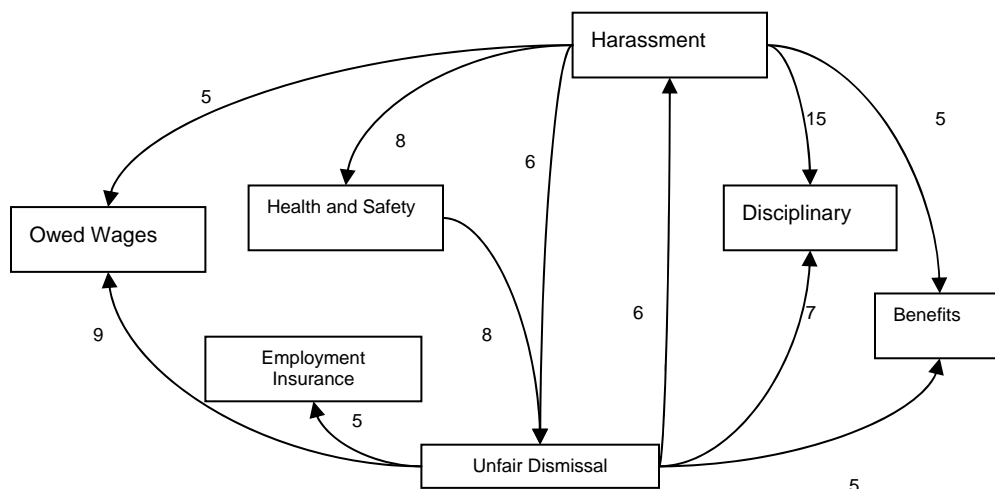 Harassment
5
15
5
8
6
Health and Safety
Disciplinary
Owed Wages
Benefits
6
7
9
8
Employment
Insurance
5
Unfair Dismissal
5